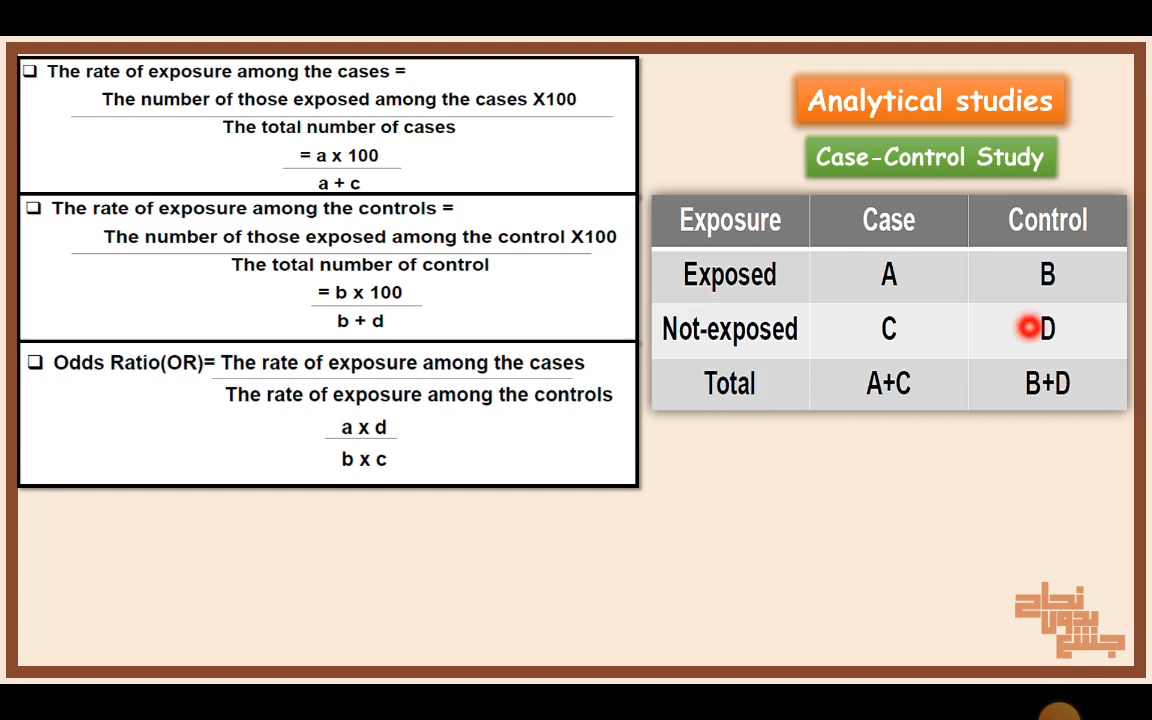 ❑ The rate of exposure among the cases =
The number of those exposed among the cases X100
The total number of cases
= a x 100
a + c
❑ The rate of exposure among the controls =
The number of those exposed among the control X100
The total number of control
= b x 100
b + d
❑ Odds Ratio(OR)= The rate of exposure among the cases
The rate of exposure among the controls
a x d
b x c
Analytical studies
Case-Control Study
Exposure Case Control
Exposed A B
Not-exposed C D
Total A+C B+D
نجاح
بدون
جشع